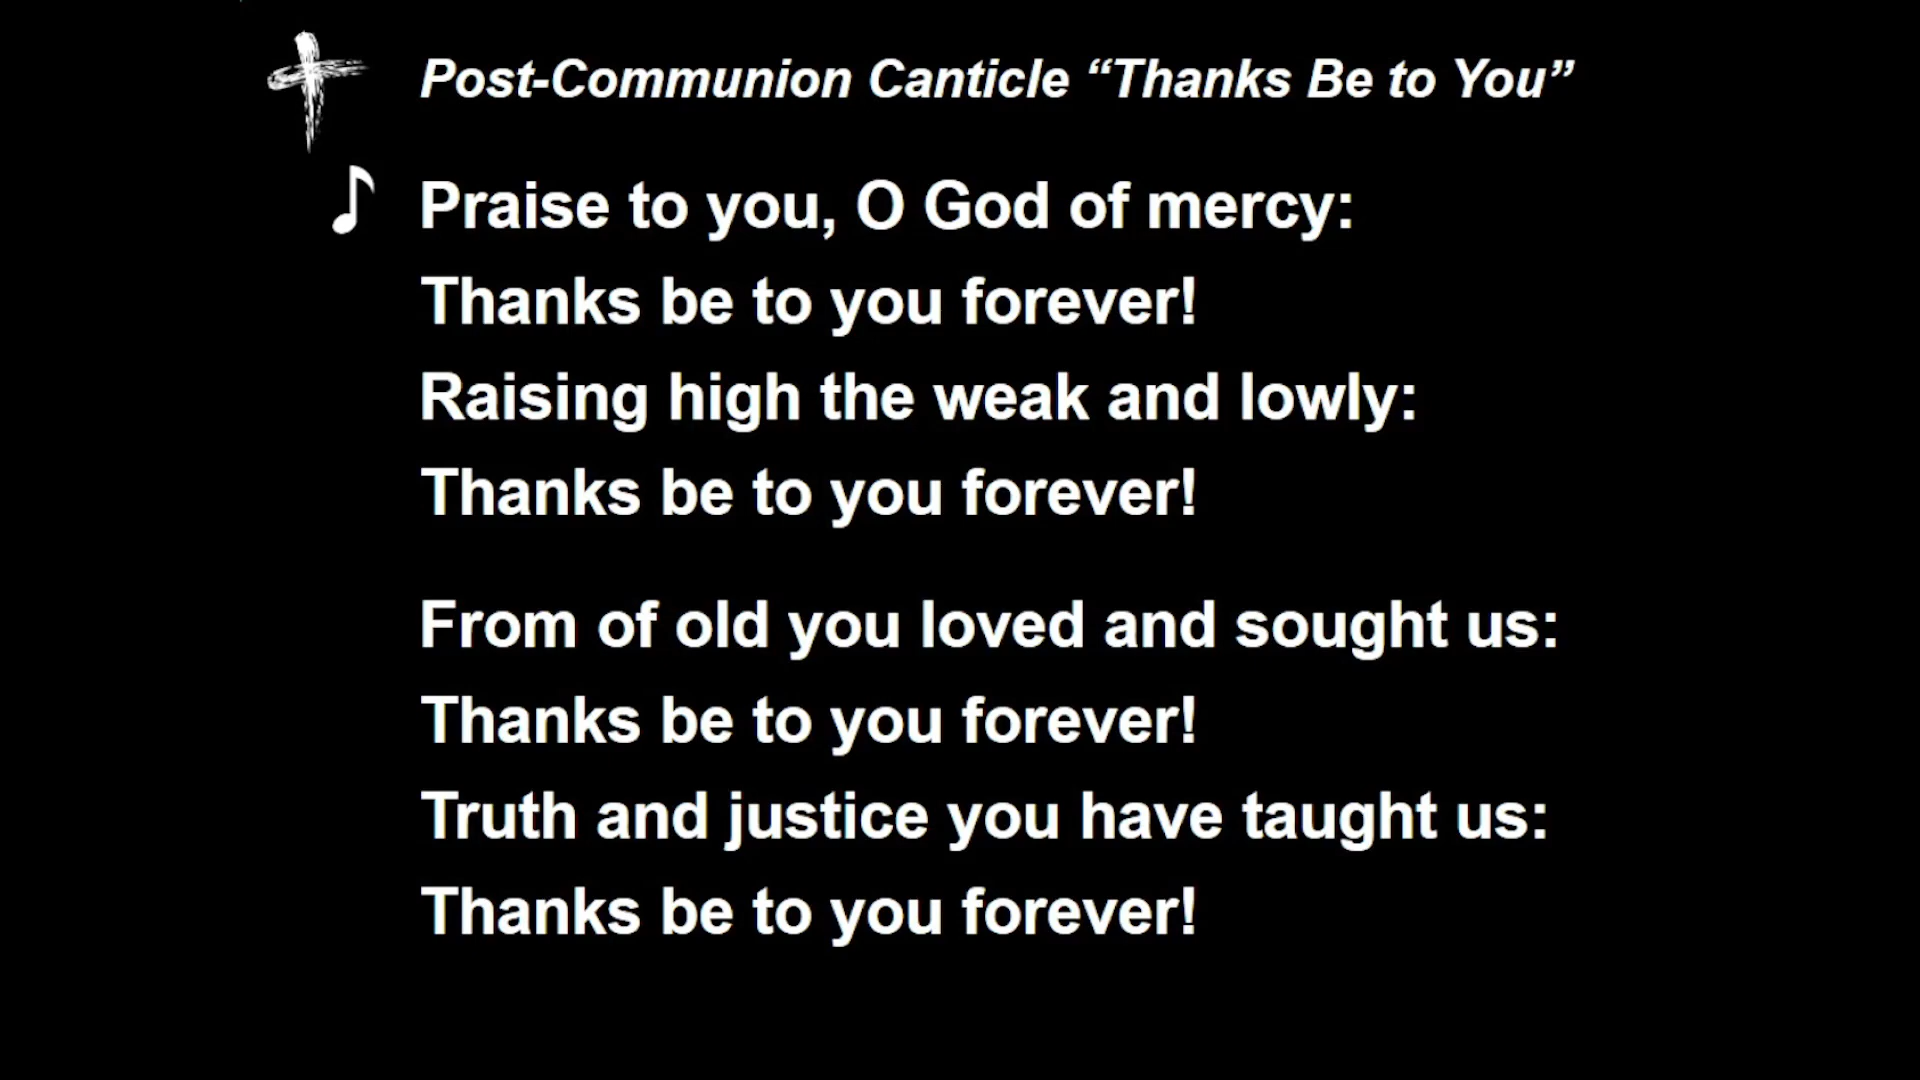 Post-Communion Canticle “Thanks Be to You”
Praise to you, O God of mercy:
Thanks be to you forever!
Raising high the weak and lowly:
Thanks be to you forever!
From of old you loved and sought us:
Thanks be to you forever!
Truth and justice you have taught us:
Thanks be to you forever!